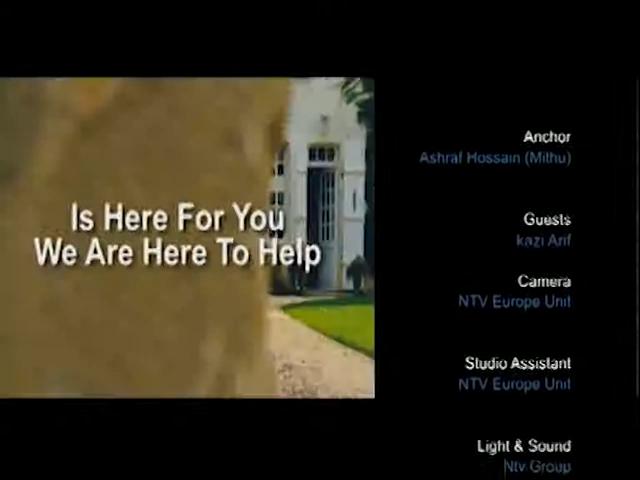 Is Here For You
We Are Here To Help
Anchor
Ashraf Hossain (Mithu)
Guests
kazi Arif
Camera
NTV Europe Unit
Studio Assistant
NTV Europe Unit
Light & Sound
Ntv Group